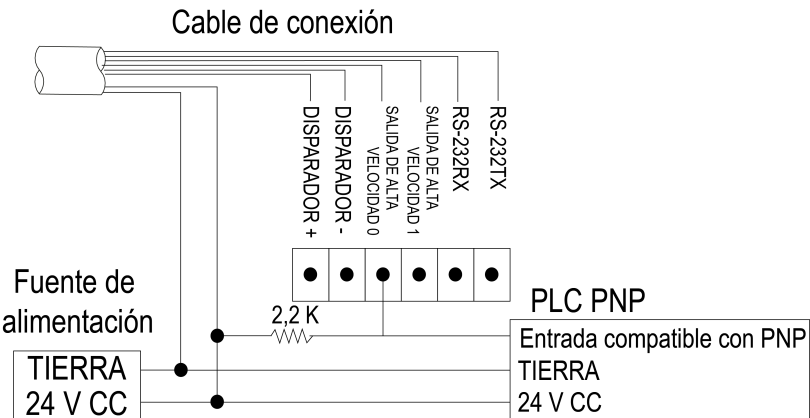 Cable de conexión
DISPARADOR +
DISPARADOR -
SALIDA DE ALTA
VELOCIDAD 0
SALIDA DE ALTA
VELOCIDAD 1
RS-232RX
RS-232TX
Fuente de
alimentación
2,2 K
PLC PNP
Entrada compatible con PNP
TIERRA
TIERRA
24 V CC
24 V CC